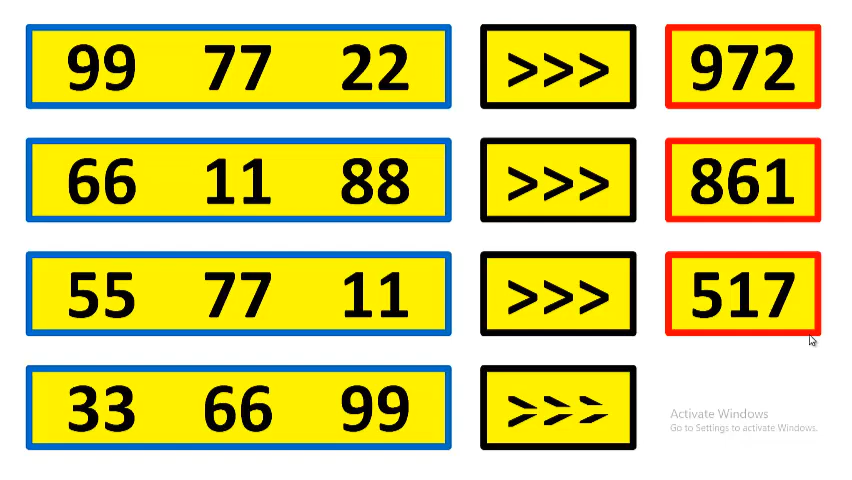 99 77 22 >>> 972
66 11 88 >>> 861
55 77 11 >>> 517
33 66 99 >>>
Activate Windows
Go to Settings to activate Windows.